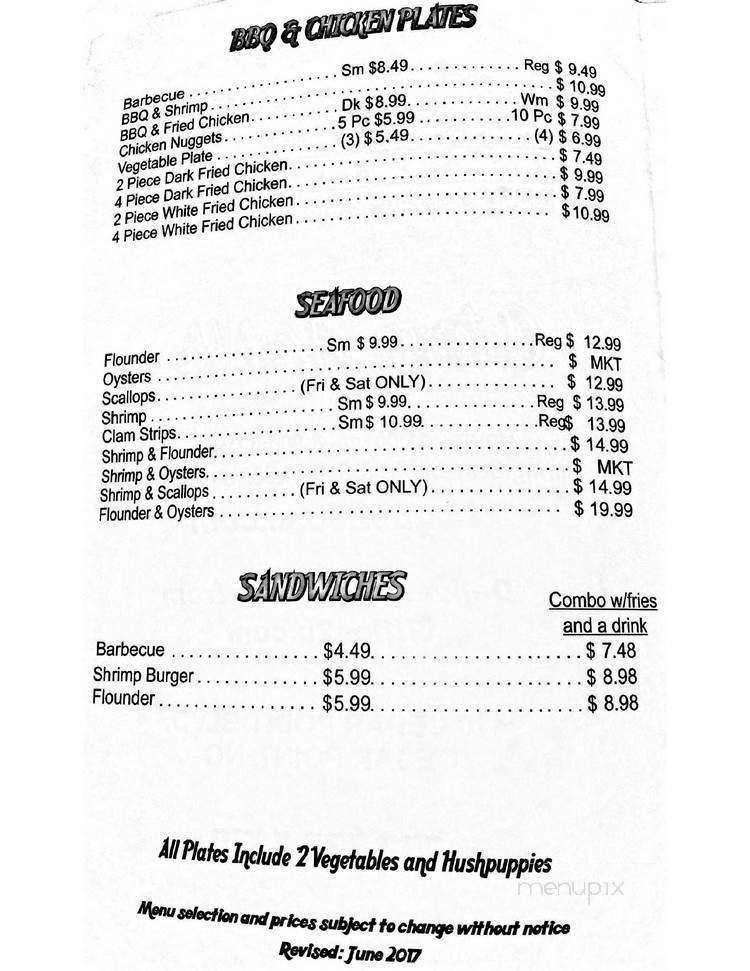 BBQ & CHICKEN PLATES
Barbecue Sm $8.49 Reg $ 9.49
BBQ & Shrimp $ 10.99
BBQ & Fried Chicken Dk $8.99 Wm $ 9.99
Chicken Nuggets 5 Pc $5.99 10 Pc $ 7.99
Vegetable Plate (3) $5.49 (4) $ 6.99
2 Piece Dark Fried Chicken $ 7.49
4 Piece Dark Fried Chicken $ 9.99
2 Piece White Fried Chicken $ 7.99
4 Piece White Fried Chicken $10.99
SEAFOOD
Flounder Sm $ 9.99 Reg $ 12.99
Oysters $ MKT
Scallops (Fri & Sat ONLY) $ 12.99
Shrimp Sm $ 9.99 Reg $ 13.99
Clam Strips Sm $ 10.99 Reg$ 13.99
Shrimp & Flounder $ 14.99
Shrimp & Oysters $ MKT
Shrimp & Scallops (Fri & Sat ONLY) $ 14.99
Flounder & Oysters $ 19.99
SANDWICHES
Combo w/fries
and a drink
Barbecue $4.49 $ 7.48
Shrimp Burger $5.99 $ 8.98
Flounder $5.99 $ 8.98
All Plates Include 2 Vegetables and Hushpuppies
menupix
Menu selection and prices subject to change without notice
Revised: June 2017